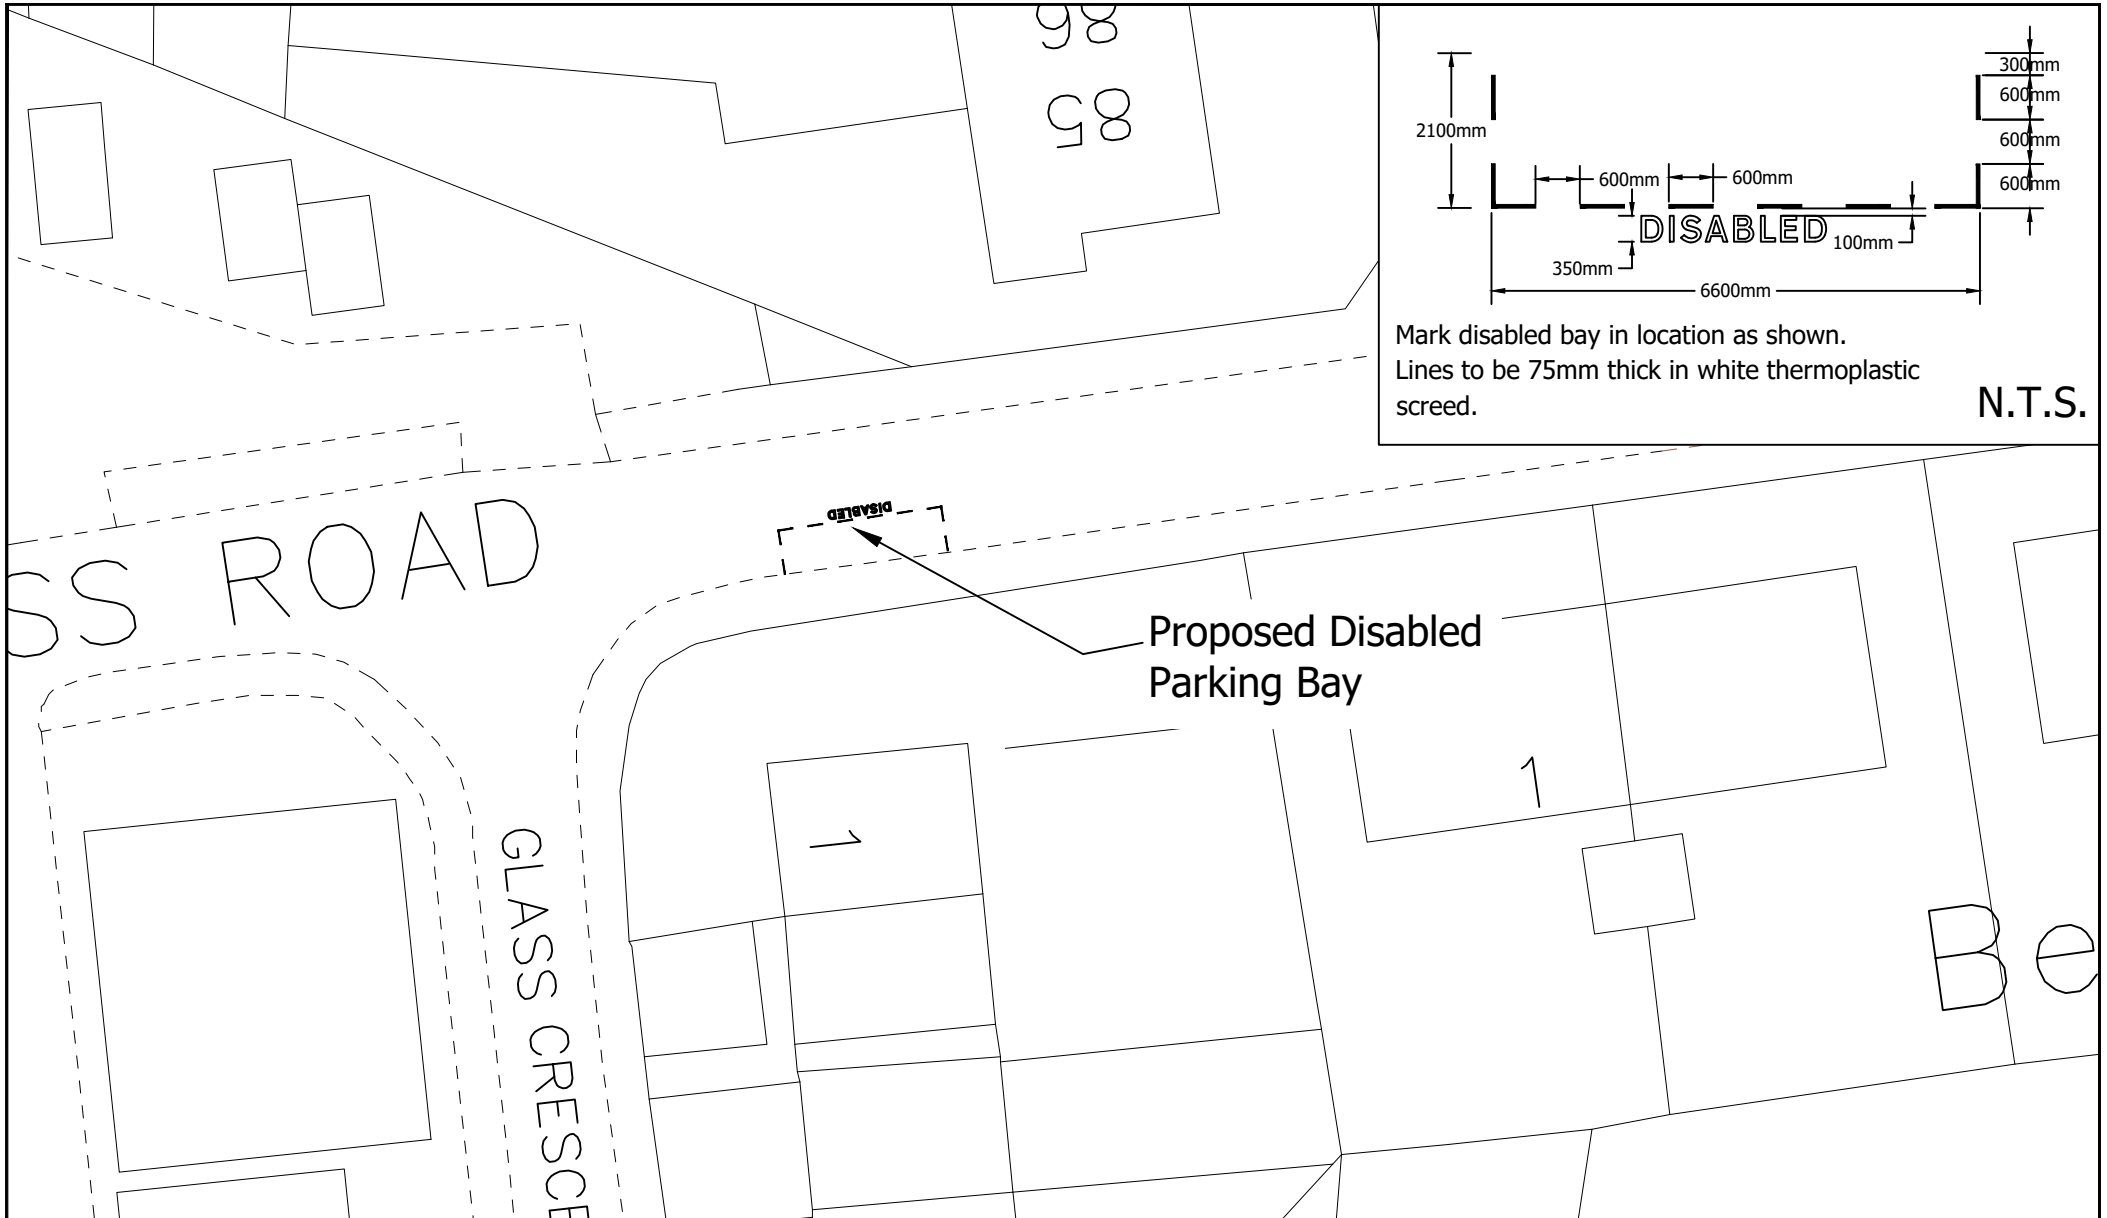 86
85
300mm
600mm
2100mm
600mm
600mm
600mm
600mm
DISABLED
100mm
350mm
6600mm
Mark disabled bay in location as shown.
Lines to be 75mm thick in white thermoplastic
screed.
N.T.S.
SS ROAD
DISABLED
Proposed Disabled
Parking Bay
1
1
GLASS CRESCE
Be